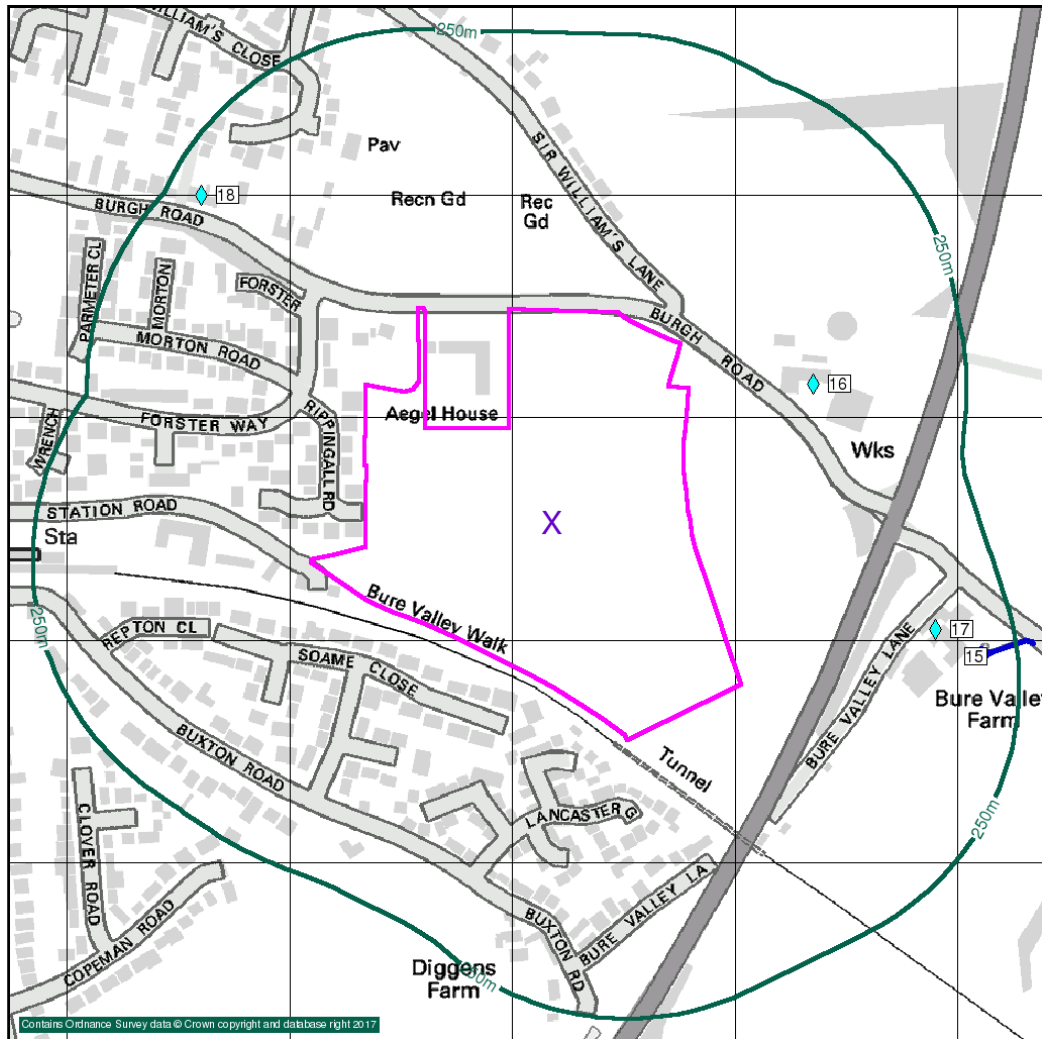 WILLIAM'S CLOSE
250m
Pav
Recn Gd
Rec
Gd
SIR WILLIAM'S LANE
18
BURGH ROAD
250m
PARMETER CL
MORTON
FORSTER
MORTON ROAD
BURGH ROAD
16
Aegel House
RIPPINGALL RD
FORSTER WAY
WRENCH
Wks
STATION ROAD
Sta
X
Bure Valley Walk
250m
REPTON CL
SOAME CLOSE
17
15
Bure Valley
Farm
BURE VALLEY LANE
BUXTON ROAD
Tunnel
LANCASTER G
250m
CLOVER ROAD
BURE VALLEY LA
COPEMAN ROAD
BUXTON RD
Diggens
Farm
250m
Contains Ordnance Survey data © Crown copyright and database right 2017